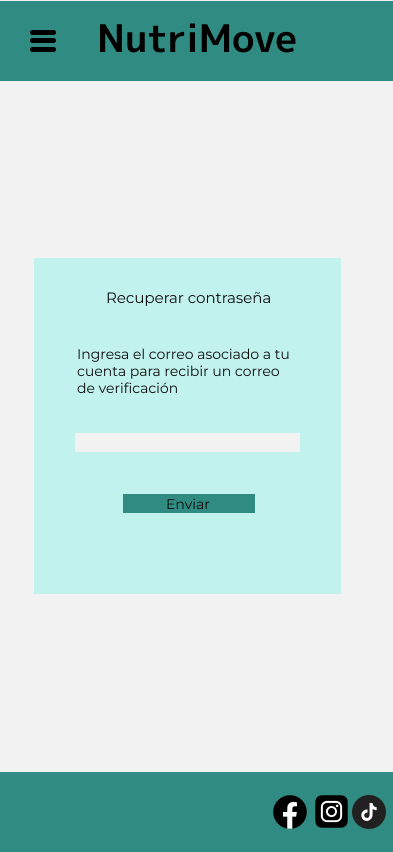 NutriMove
Recuperar contraseña
Ingresa el correo asociado a tu
cuenta para recibir un correo
de verificación
Enviar